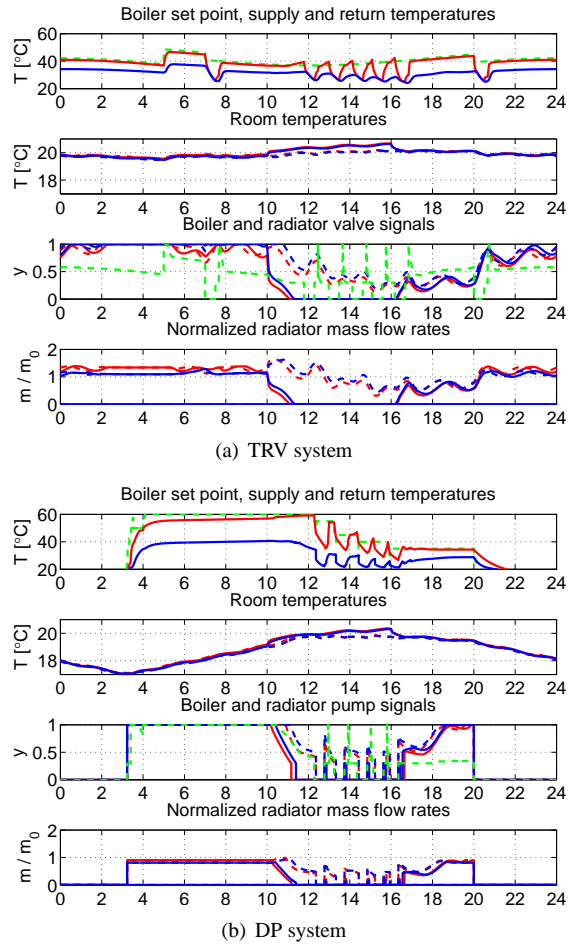 Boiler set point, supply and return temperatures
60
40
20
T [°C]
0 2 4 6 8 10 12 14 16 18 20 22 24
Room temperatures
20
18
T [°C]
0 2 4 6 8 10 12 14 16 18 20 22 24
Boiler and radiator valve signals
1
0.5
0
y
0 2 4 6 8 10 12 14 16 18 20 22 24
Normalized radiator mass flow rates
2
1
0
m / m0
0 2 4 6 8 10 12 14 16 18 20 22 24
(a) TRV system
Boiler set point, supply and return temperatures
60
40
20
T [°C]
0 2 4 6 8 10 12 14 16 18 20 22 24
Room temperatures
20
18
T [°C]
0 2 4 6 8 10 12 14 16 18 20 22 24
Boiler and radiator pump signals
1
0.5
0
y
0 2 4 6 8 10 12 14 16 18 20 22 24
Normalized radiator mass flow rates
2
1
0
m / m0
0 2 4 6 8 10 12 14 16 18 20 22 24
(b) DP system